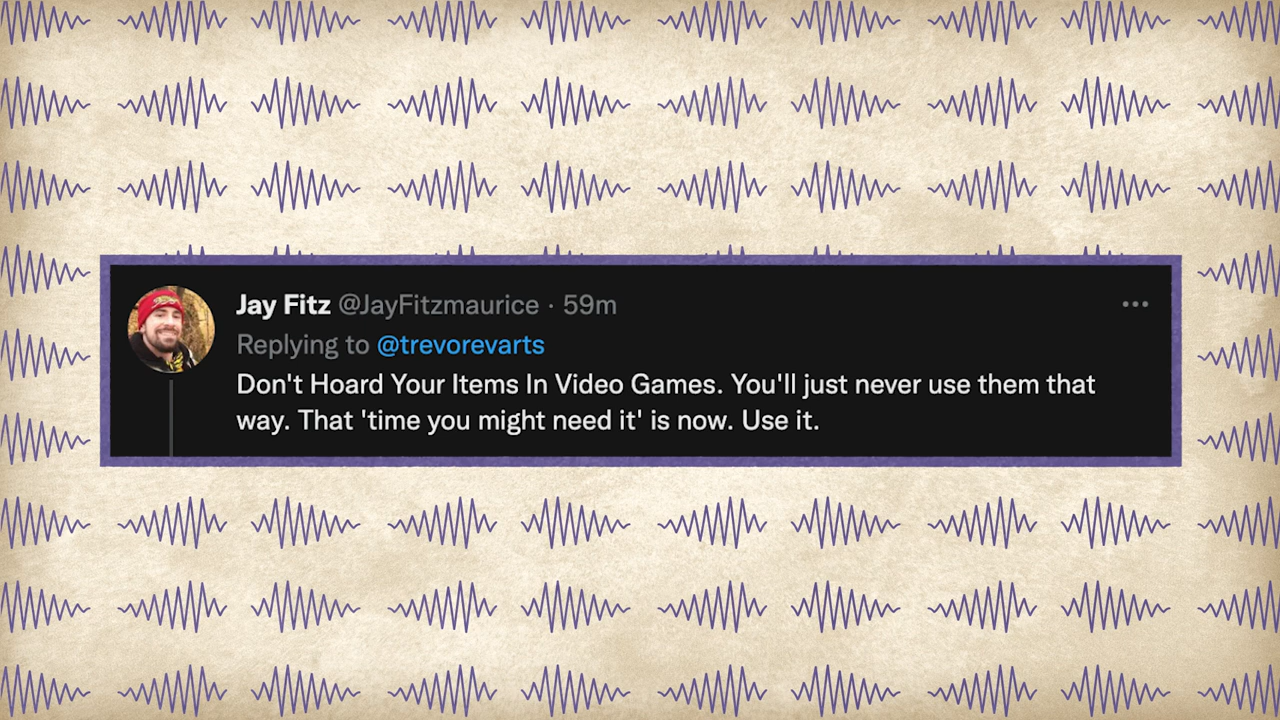 Jay Fitz @JayFitzmaurice · 59m
Replying to @trevorevarts
Don't Hoard Your Items In Video Games. You'll just never use them that
way. That 'time you might need it' is now. Use it.